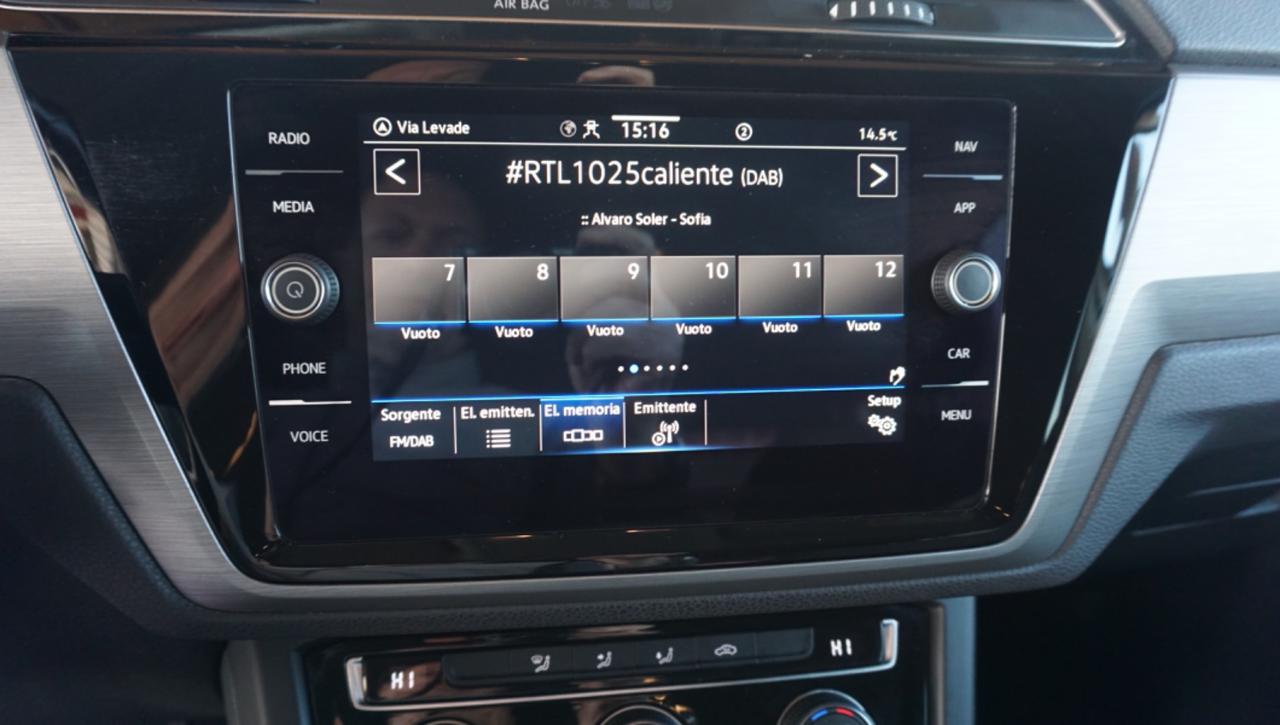 AIR BAG
RADIO
MEDIA
PHONE
VOICE
Via Levade
15:16
2
14.5°C
<
#RTL1025caliente (DAB)
>
:: Alvaro Soler - Sofia
7 8 9 10 11 12
Vuoto Vuoto Vuoto Vuoto Vuoto Vuoto
Sorgente
FM/DAB
El. emitten.
El. memoria
Emittente
Setup
NAV
APP
CAR
MENU
HI
HI